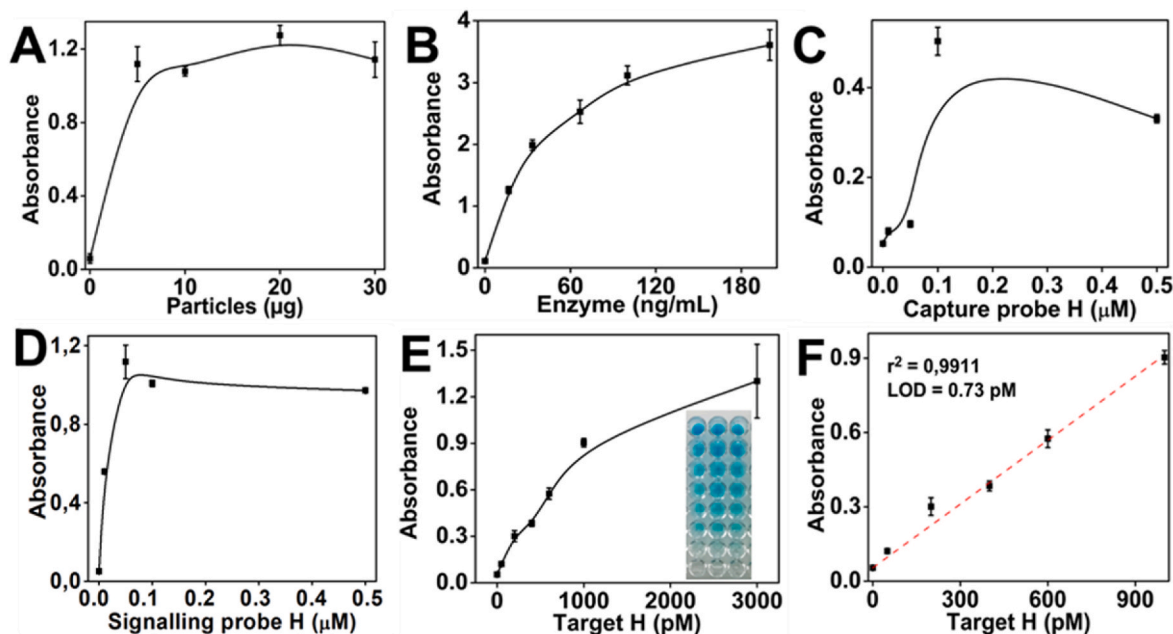 A
Absorbance
1.2
0.8
0.4
0.0
0
10
20
30
Particles (µg)
B
Absorbance
4
3
2
1
0
0
60
120
180
Enzyme (ng/mL)
C
Absorbance
0.4
0.2
0.0
0.0
0.1
0.2
0.3
0.4
0.5
Capture probe H (µM)
D
Absorbance
1,2
0,8
0,4
0,0
0.0
0.1
0.2
0.3
0.4
0.5
Signalling probe H (µM)
E
Absorbance
1.5
1.2
0.9
0.6
0.3
0.0
0
1000
2000
3000
Target H (pM)
F
r² = 0,9911
LOD = 0.73 pM
Absorbance
0.9
0.6
0.3
0.0
0
300
600
900
Target H (pM)